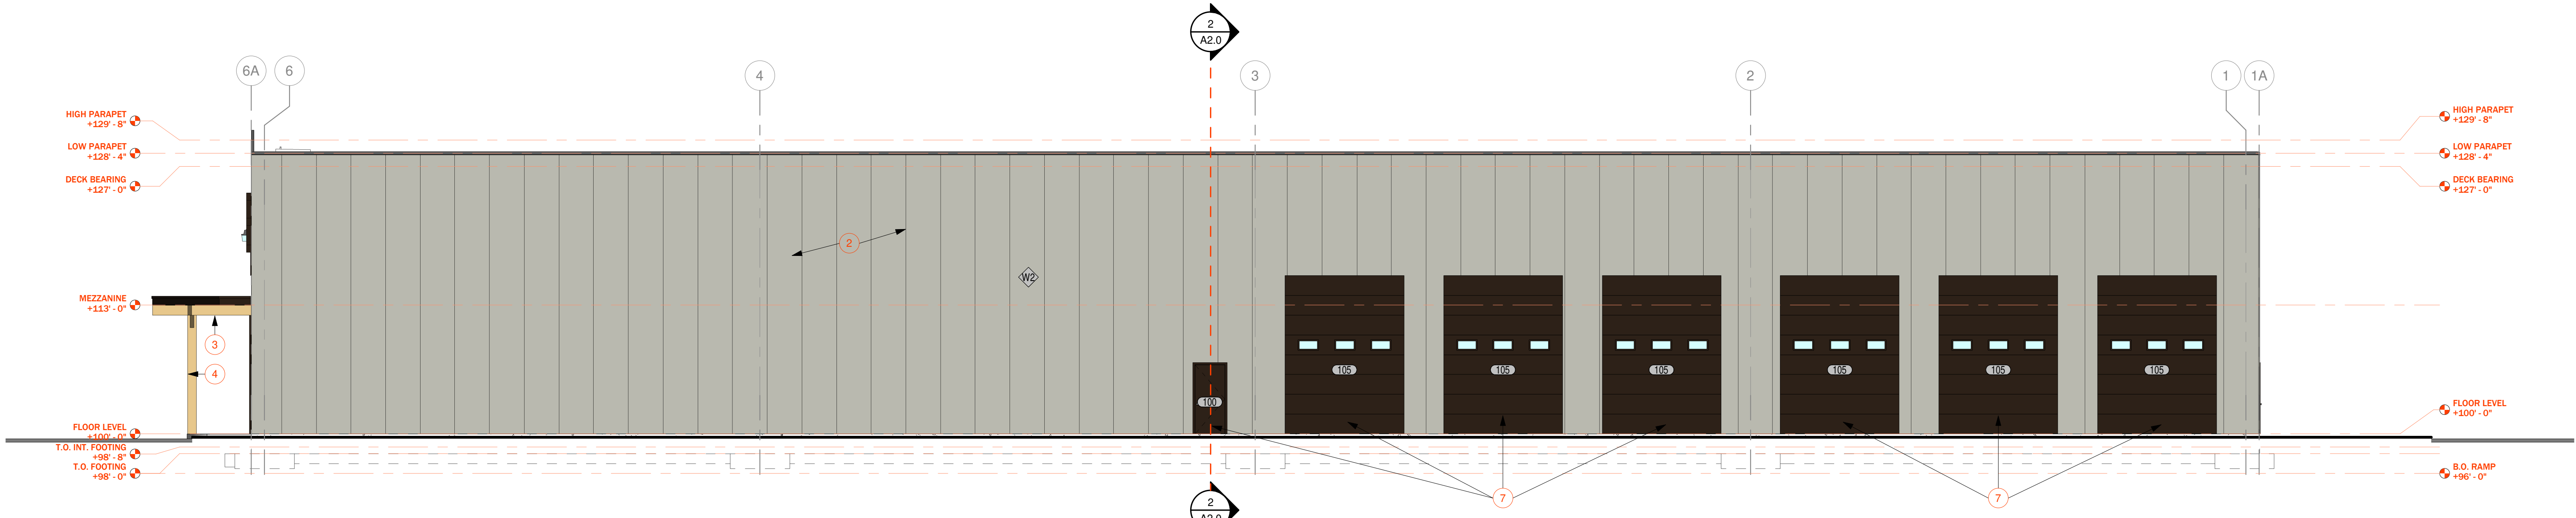 2
A2.0
6A
6
4
3
2
1
1A
HIGH PARAPET
+129' - 8"
LOW PARAPET
+128' - 4"
DECK BEARING
+127' - 0"
MEZZANINE
+113' - 0"
FLOOR LEVEL
+100' - 0"
T.O. INT. FOOTING
+98' - 8"
T.O. FOOTING
+98' - 0"
2
W2
3
4
100
105
105
105
105
105
105
7
7
HIGH PARAPET
+129' - 8"
LOW PARAPET
+128' - 4"
DECK BEARING
+127' - 0"
FLOOR LEVEL
+100' - 0"
B.O. RAMP
+96' - 0"
2
A2.0